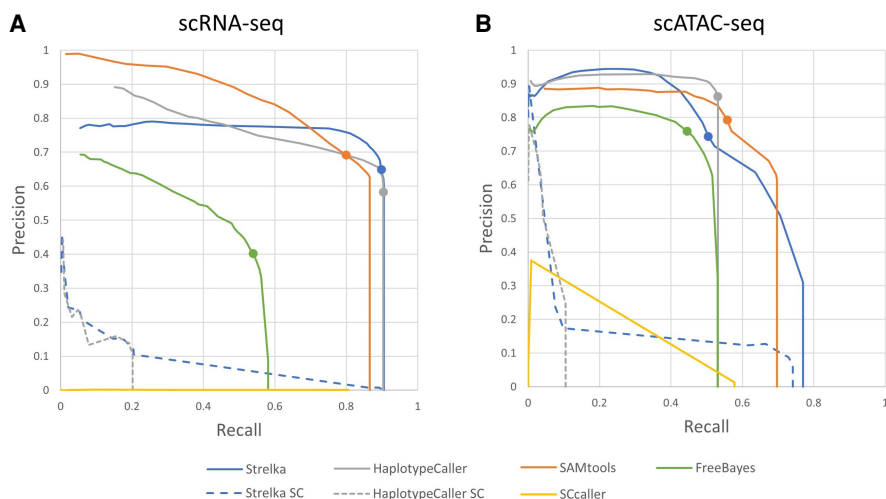 A
scRNA-seq
1
0.9
0.8
0.7
0.6
0.5
0.4
0.3
0.2
0.1
0
Precision
0 0.2 0.4 0.6 0.8 1
Recall
B
scATAC-seq
1
0.9
0.8
0.7
0.6
0.5
0.4
0.3
0.2
0.1
0
Precision
0 0.2 0.4 0.6 0.8 1
Recall
Strelka HaplotypeCaller SAMtools FreeBayes
Strelka SC HaplotypeCaller SC SCcaller